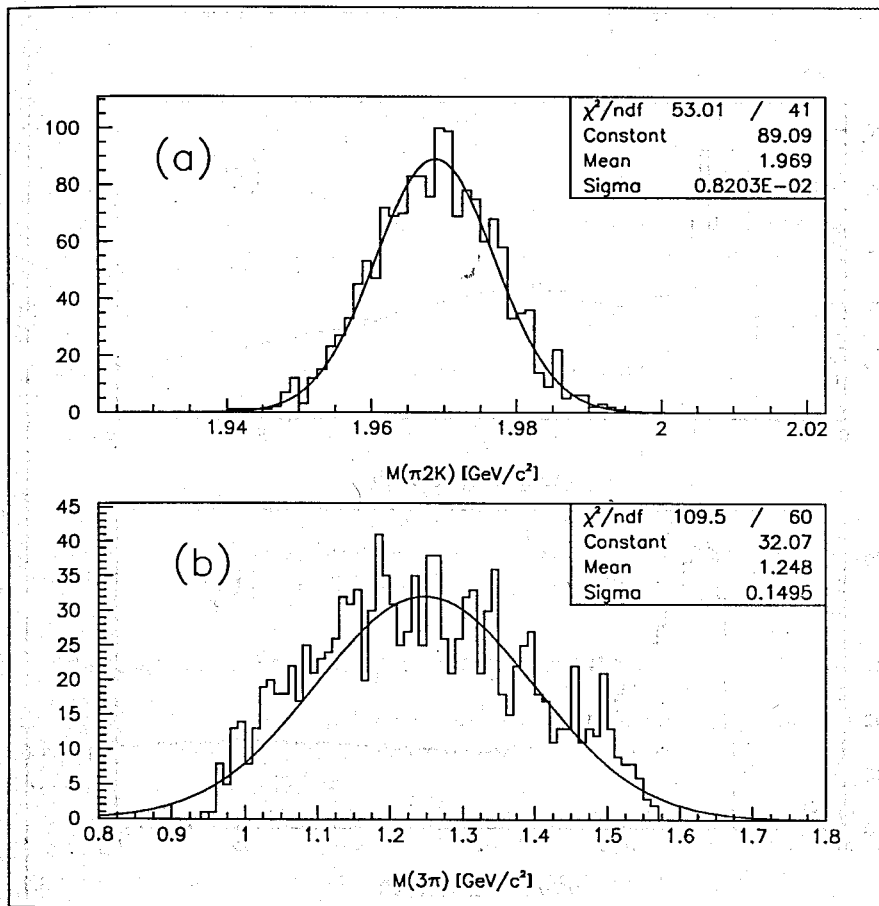 χ²/ndf 53.01 / 41
Constant 89.09
Mean 1.969
Sigma 0.8203E-02
(a)
100
80
60
40
20
0
1.94 1.96 1.98 2 2.02
M(π2K) [GeV/c²]
χ²/ndf 109.5 / 60
Constant 32.07
Mean 1.248
Sigma 0.1495
(b)
45
40
35
30
25
20
15
10
5
0
0.8 0.9 1 1.1 1.2 1.3 1.4 1.5 1.6 1.7 1.8
M(3π) [GeV/c²]